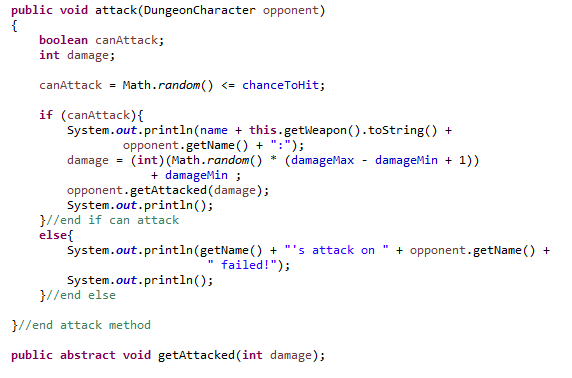 public void attack(DungeonCharacter opponent)
{
    boolean canAttack;
    int damage;

    canAttack = Math.random() <= chanceToHit;

    if (canAttack){
        System.out.println(name + this.getWeapon().toString() +
                opponent.getName() + ":");
        damage = (int)(Math.random() * (damageMax - damageMin + 1))
                    + damageMin ;
        opponent.getAttacked(damage);
        System.out.println();
    }//end if can attack
    else{
        System.out.println(getName() + "'s attack on " + opponent.getName() +
                            " failed!");
        System.out.println();
    }//end else

}//end attack method

public abstract void getAttacked(int damage);